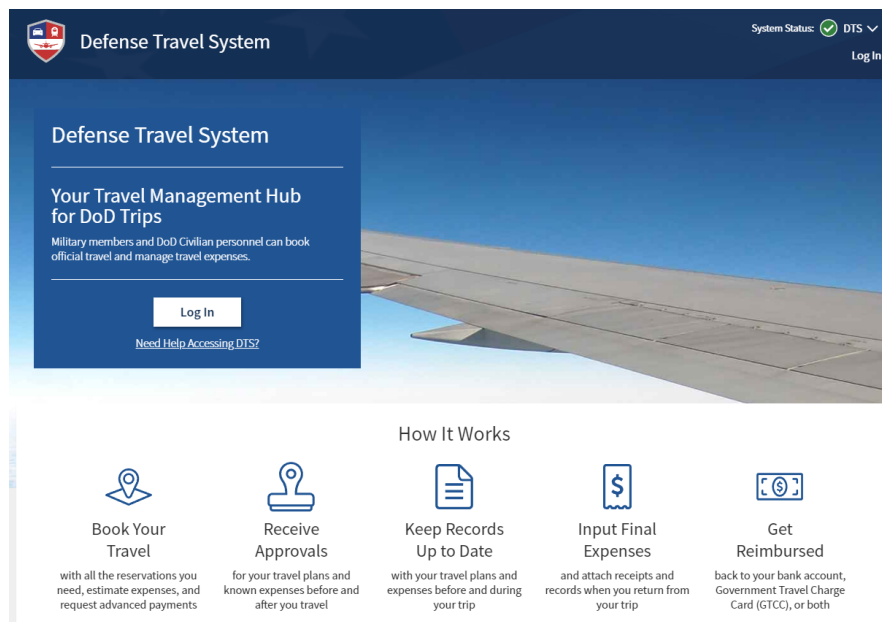 Defense Travel System
System Status: DTS
Log In
Defense Travel System
Your Travel Management Hub
for DoD Trips
Military members and DoD Civilian personnel can book
official travel and manage travel expenses.
Log In
Need Help Accessing DTS?
How It Works
Book Your
Travel
with all the reservations you
need, estimate expenses, and
request advanced payments
Receive
Approvals
for your travel plans and
known expenses before and
after you travel
Keep Records
Up to Date
with your travel plans and
expenses before and during
your trip
$
Input Final
Expenses
and attach receipts and
records when you return from
your trip
$
Get
Reimbursed
back to your bank account,
Government Travel Charge
Card (GTCC), or both